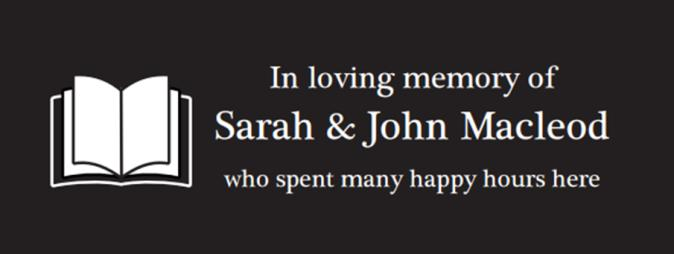 In loving memory of
Sarah & John Macleod
who spent many happy hours here